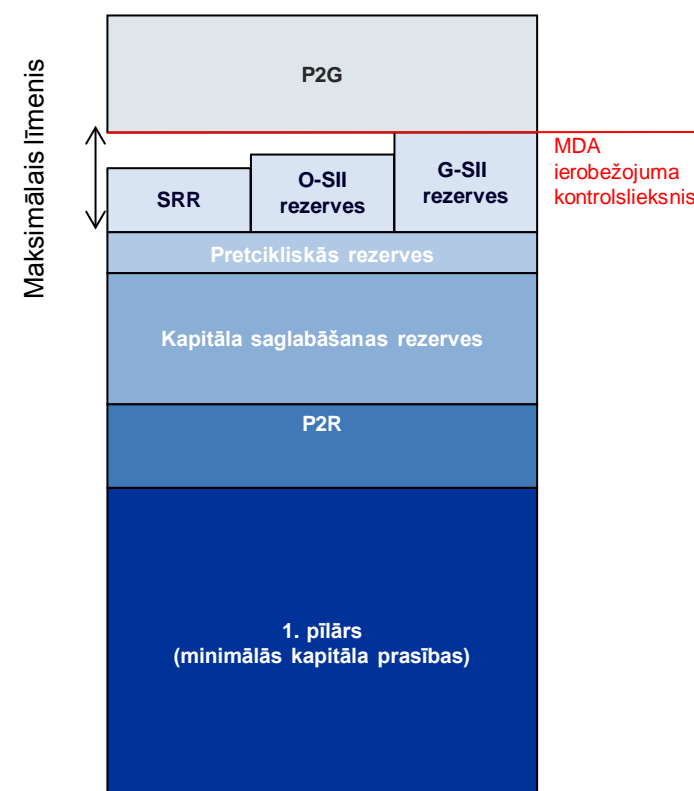 Maksimālais līmenis
P2G
MDA
ierobežojuma
kontrolslieksnis
SRR
O-SII
rezerves
G-SII
rezerves
Pretcikliskās rezerves
Kapitāla saglabāšanas rezerves
P2R
1. pīlārs
(minimālās kapitāla prasības)